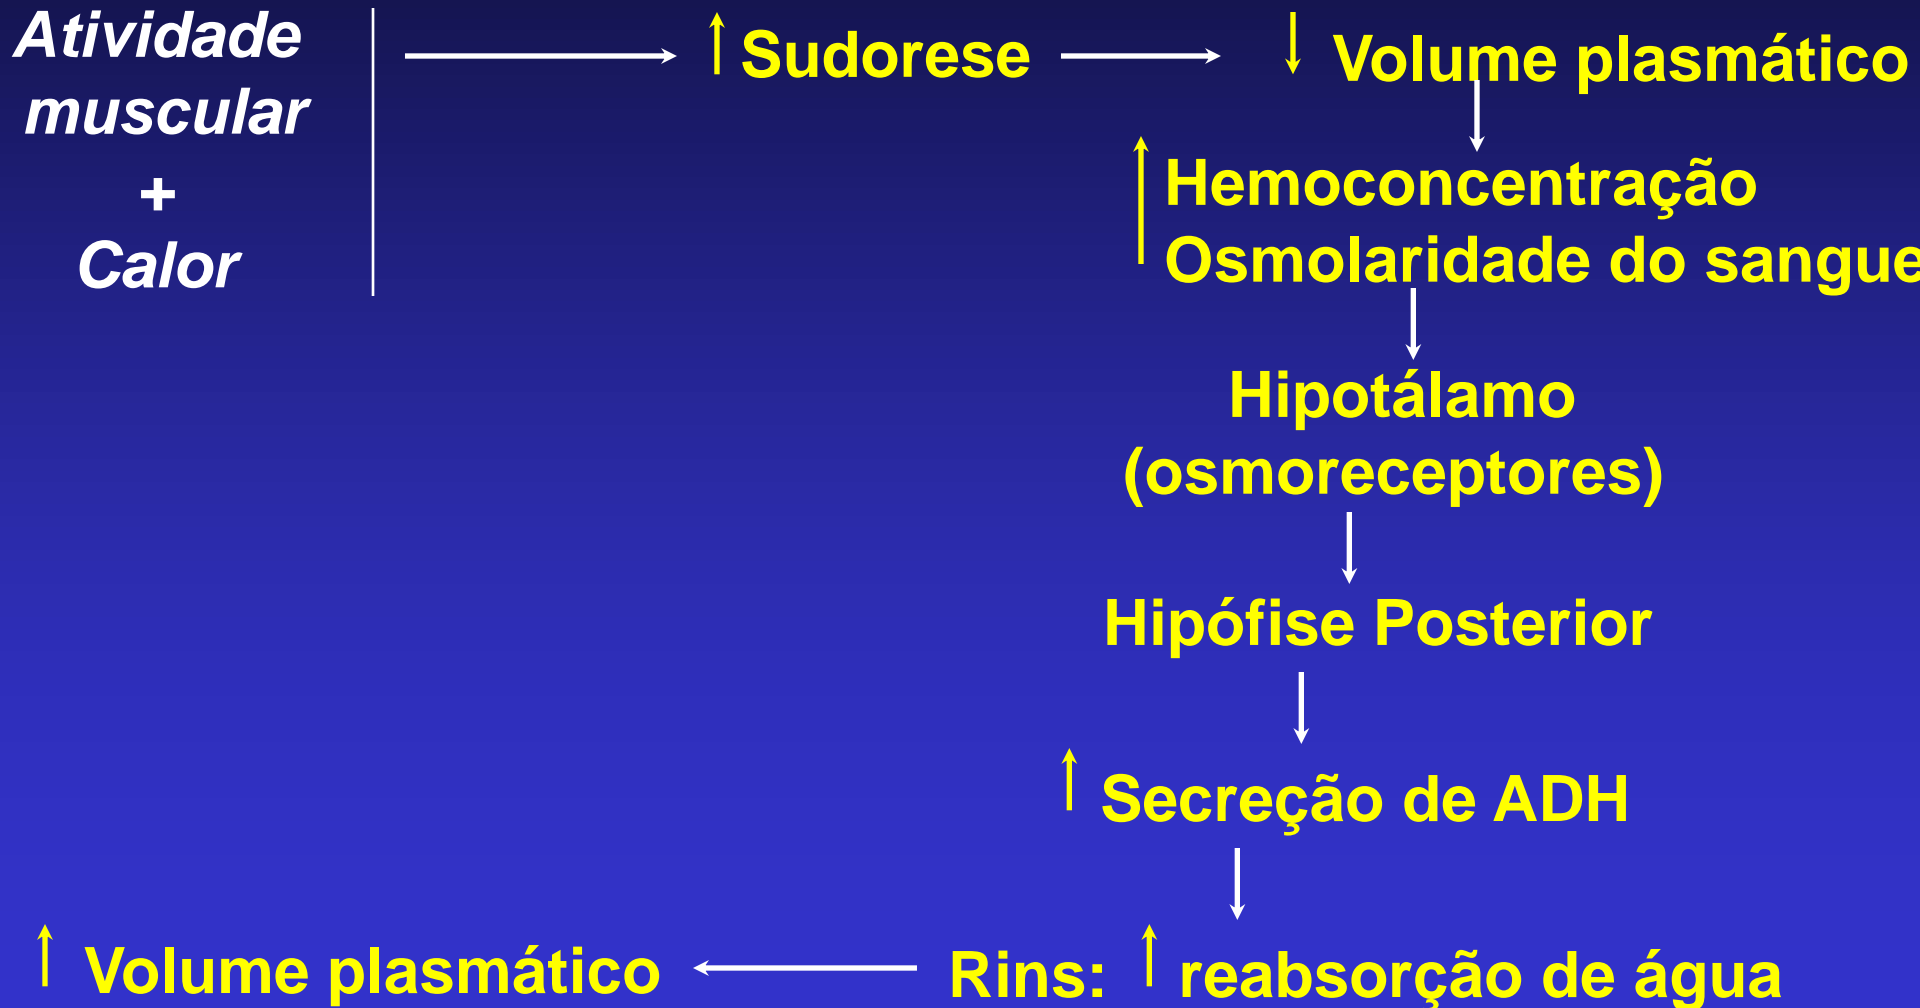 Atividade
muscular
+
Calor
Sudorese
Volume plasmático
Hemoconcentração
Osmolaridade do sangue
Hipotálamo
(osmoreceptores)
Hipófise Posterior
Secreção de ADH
Rins: reabsorção de água
Volume plasmático